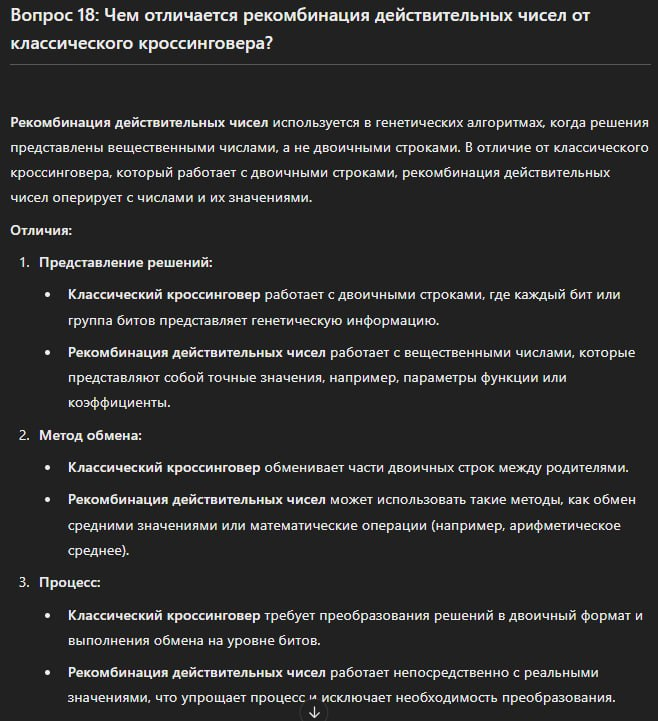 Вопрос 18: Чем отличается рекомбинация действительных чисел от
классического кроссинговера?
Рекомбинация действительных чисел используется в генетических алгоритмах, когда решения
представлены вещественными числами, а не двоичными строками. В отличие от классического
кроссинговера, который работает с двоичными строками, рекомбинация действительных
чисел оперирует с числами и их значениями.
Отличия:
1. Представление решений:
• Классический кроссинговер работает с двоичными строками, где каждый бит или
группа битов представляет генетическую информацию.
• Рекомбинация действительных чисел работает с вещественными числами, которые
представляют собой точные значения, например, параметры функции или
коэффициенты.
2. Метод обмена:
• Классический кроссинговер обменивает части двоичных строк между родителями.
• Рекомбинация действительных чисел может использовать такие методы, как обмен
средними значениями или математические операции (например, арифметическое
среднее).
3. Процесс:
• Классический кроссинговер требует преобразования решений в двоичный формат и
выполнения обмена на уровне битов.
• Рекомбинация действительных чисел работает непосредственно с реальными
значениями, что упрощает процесс и исключает необходимость преобразования.